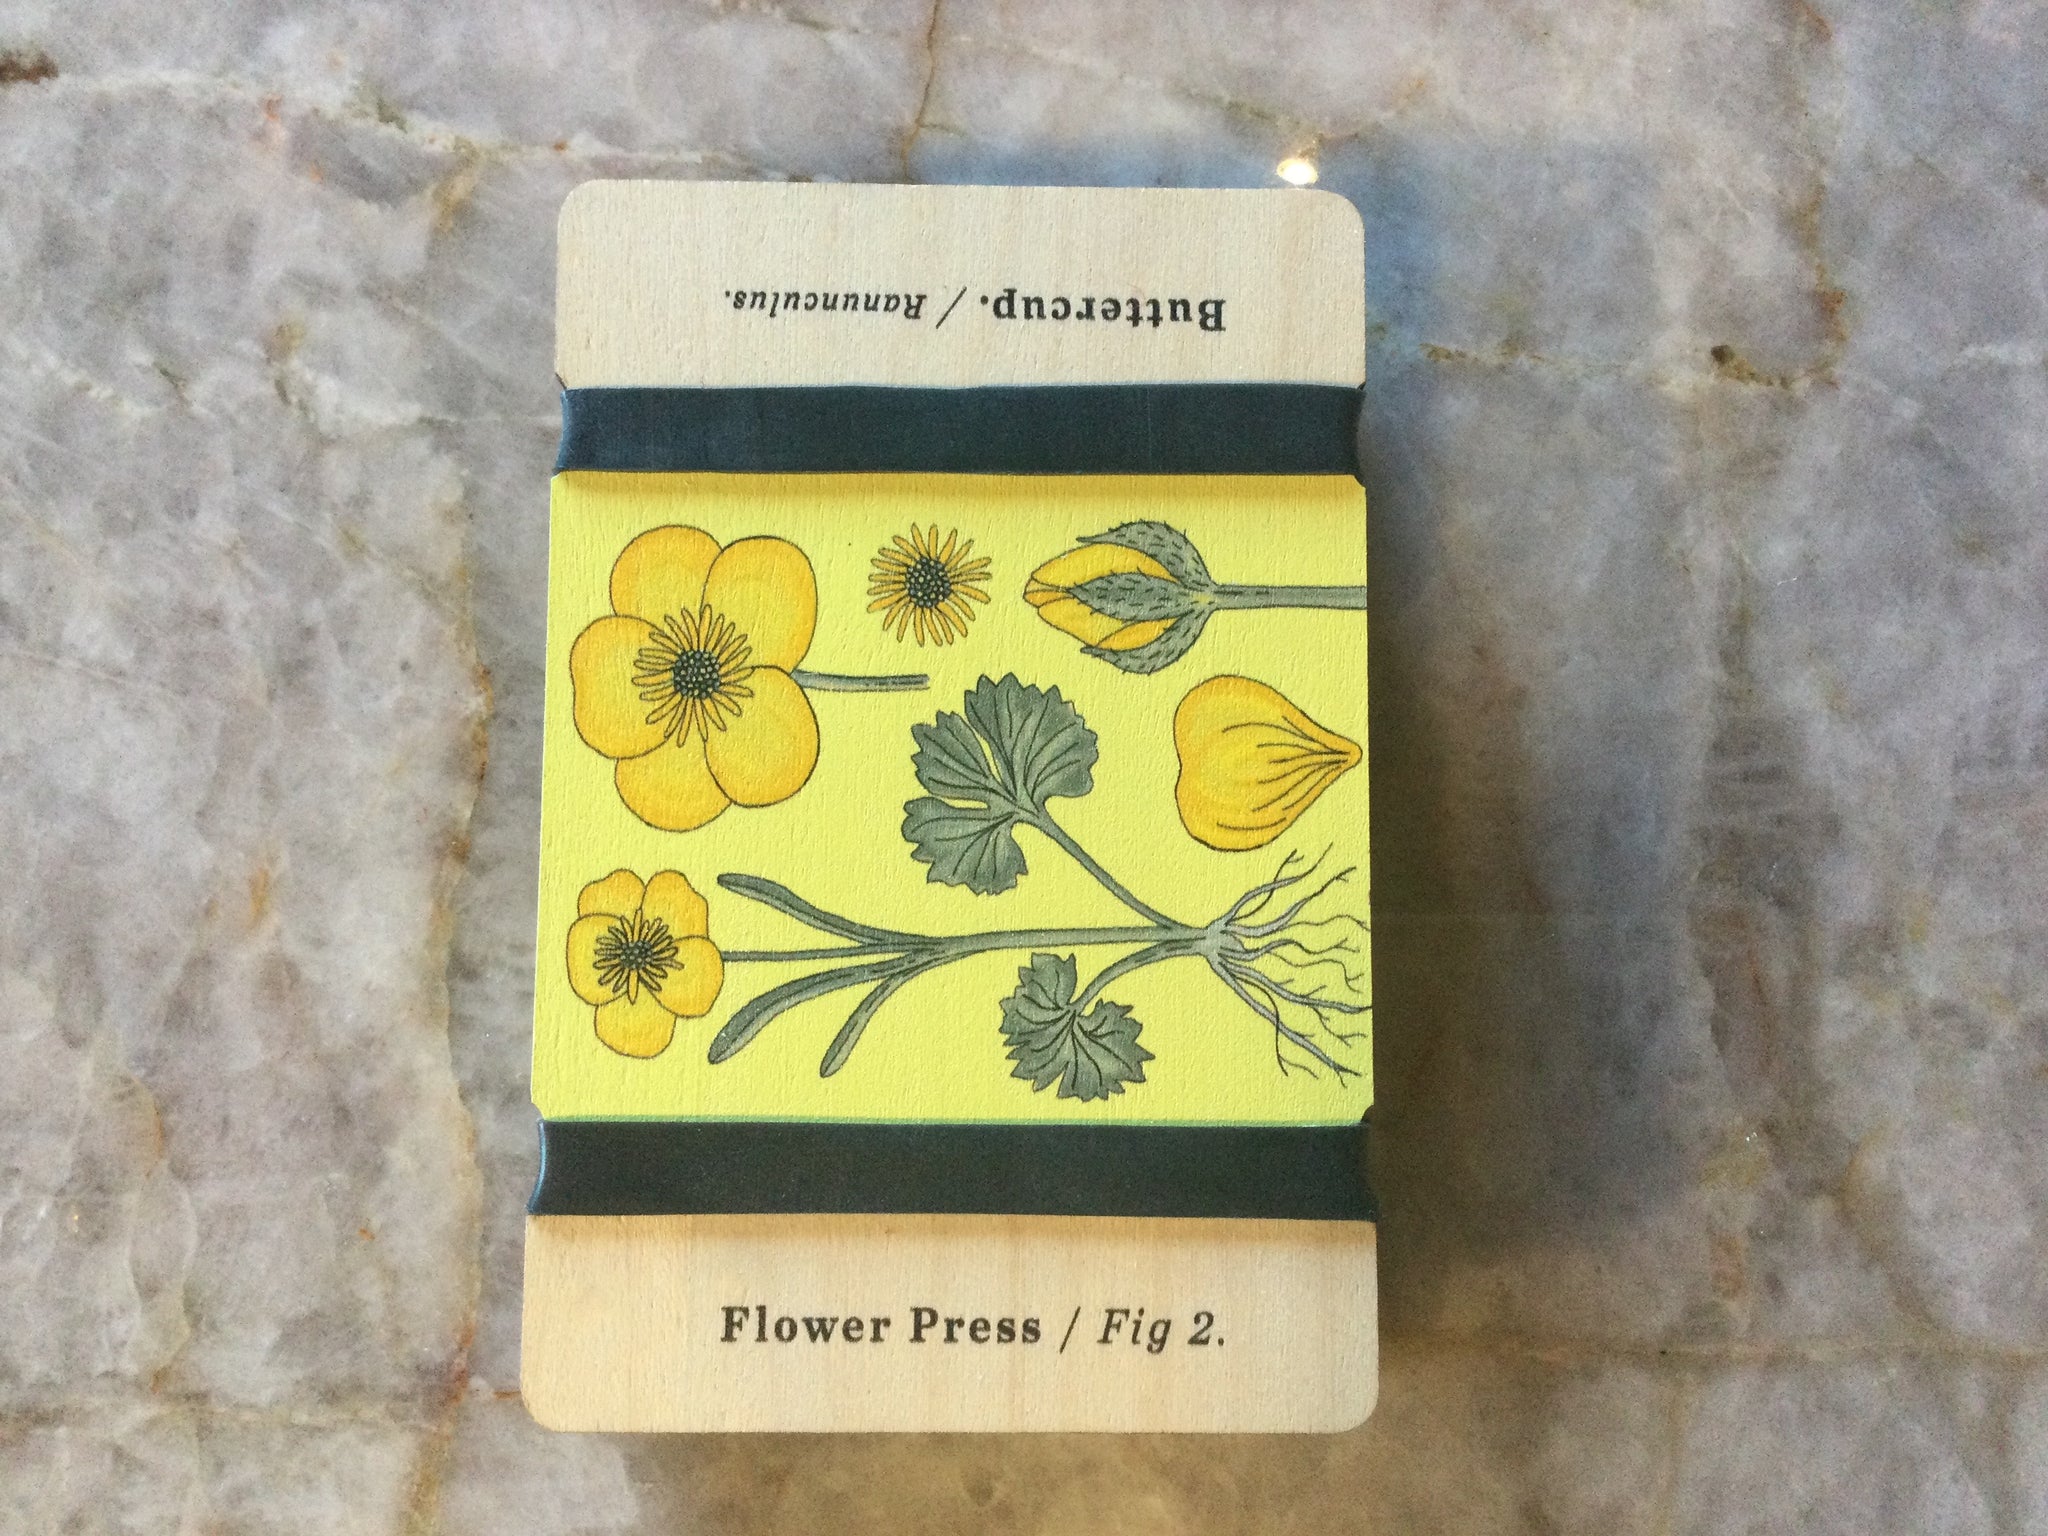 Buttercup. / Ranunculus.
Flower Press / Fig 2.